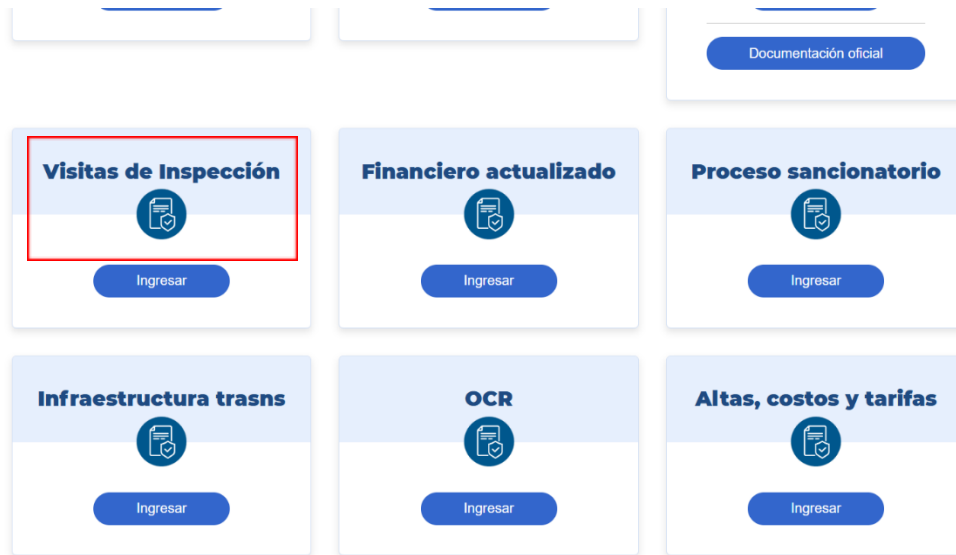 Documentación oficial
Visitas de Inspección
Financiero actualizado
Proceso sancionatorio
Ingresar
Ingresar
Ingresar
Infraestructura trasns
OCR
Altas, costos y tarifas
Ingresar
Ingresar
Ingresar